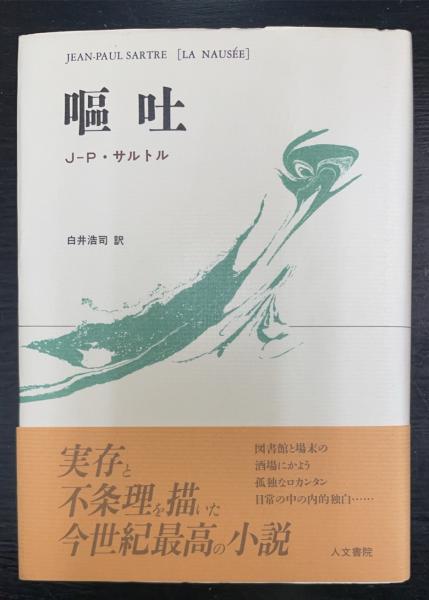 JEAN-PAUL SARTRE [LA NAUSÉE]
嘔吐
J-P・サルトル
白井浩司 訳
実存と
不条理を描いた
今世紀最高の小説
図書館と場末の
酒場にかよう
孤独なロカンタン
日常の中の内的独白……
人文書院